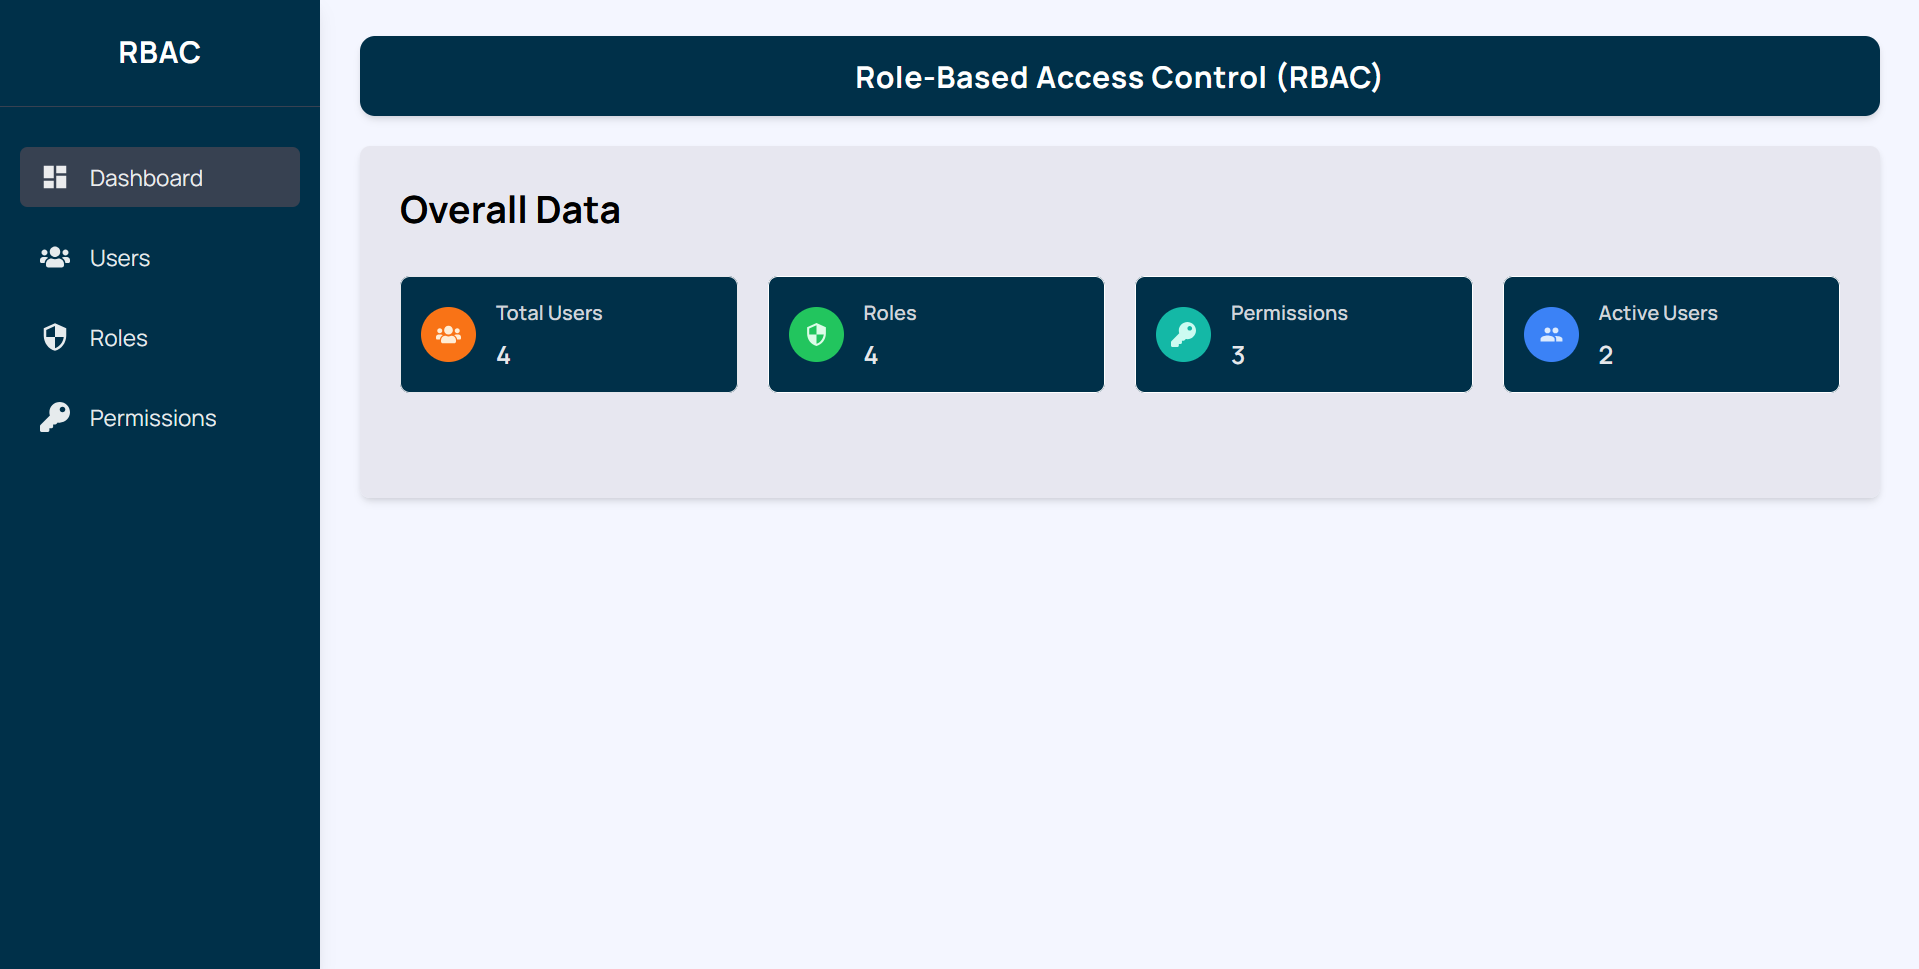 RBAC
Dashboard
Users
Roles
Permissions
Role-Based Access Control (RBAC)
Overall Data
Total Users
4
Roles
4
Permissions
3
Active Users
2